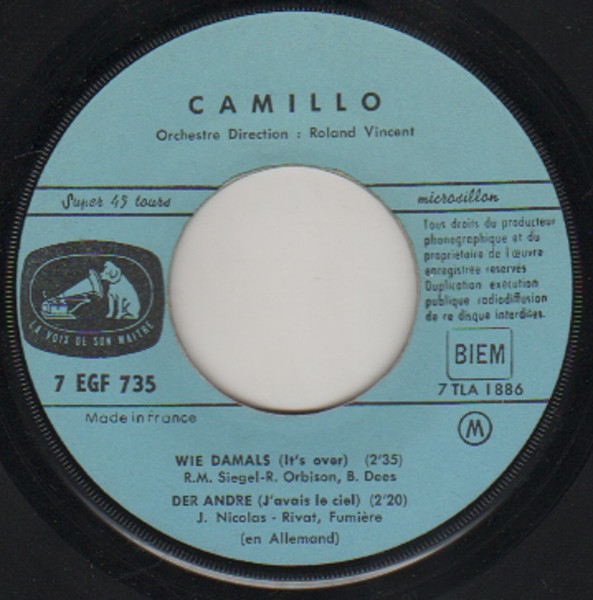 CAMILLO
Orchestre Direction : Roland Vincent
Super 45 tours
microsillon
Tous droits du producteur
phonographique et du
propriétaire de l œuvre
enregistrée réservés
Duplication exécution
publique radiodiffusion
de ce disque interdites.
LA VOIX DE SON MAITRE
BIEM
7 EGF 735
7 TLA 1886
Made in France
M
WIE DAMALS (It's over) (2'35)
R.M. Siegel-R. Orbison, B. Dees
DER ANDRE (J'avais le ciel) (2'20)
J. Nicolas - Rivat, Fumière
(en Allemand)